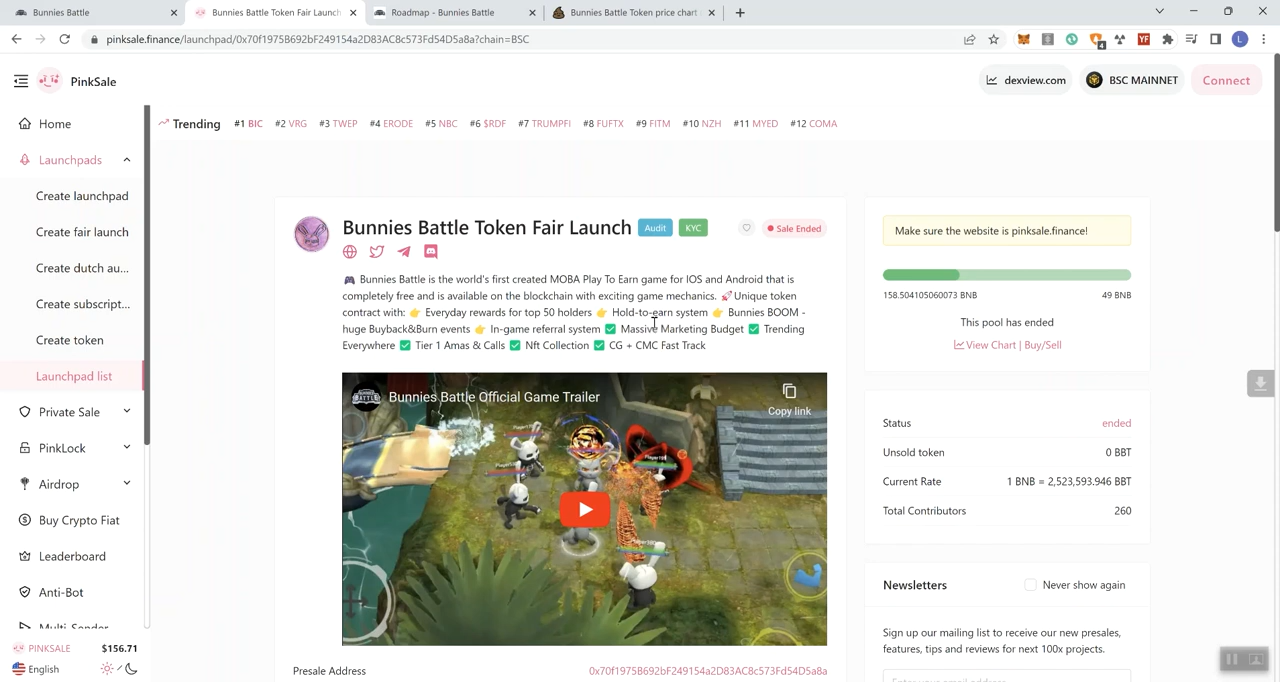 Bunnies Battle
Bunnies Battle Token Fair Launch
Roadmap - Bunnies Battle
Bunnies Battle Token price chart
pinksale.finance/launchpad/0x70f1975B692bF249154a2D83AC8c573Fd54D5a8a?chain=BSC
4
YF
L
PinkSale
dexview.com
BSC MAINNET
Connect
Home
Launchpads
Create launchpad
Create fair launch
Create dutch au...
Create subscript...
Create token
Launchpad list
Private Sale
PinkLock
Airdrop
Buy Crypto Fiat
Leaderboard
Anti-Bot
Multi-Sender
PINKSALE $156.71
English
Trending #1 BIC #2 VRG #3 TWEP #4 ERODE #5 NBC #6 $RDF #7 TRUMPFI #8 FUFTX #9 FITM #10 NZH #11 MYED #12 COMA
Bunnies Battle Token Fair Launch Audit KYC Sale Ended
🎮 Bunnies Battle is the world's first created MOBA Play To Earn game for IOS and Android that is
completely free and is available on the blockchain with exciting game mechanics. 🚀Unique token
contract with: 👉 Everyday rewards for top 50 holders 👉 Hold-to-earn system 👉 Bunnies BOOM -
huge Buyback&Burn events 👉 In-game referral system ✅ Massive Marketing Budget ✅ Trending
Everywhere ✅ Tier 1 Amas & Calls ✅ Nft Collection ✅ CG + CMC Fast Track
Bunnies Battle Official Game Trailer
Copy link
Presale Address 0x70f1975B692bF249154a2D83AC8c573Fd54D5a8a
Make sure the website is pinksale.finance!
158.504105060073 BNB 49 BNB
This pool has ended
View Chart | Buy/Sell
Status ended
Unsold token 0 BBT
Current Rate 1 BNB = 2,523,593.946 BBT
Total Contributors 260
Newsletters Never show again
Sign up our mailing list to receive our new presales,
features, tips and reviews for next 100x projects.
Enter your email address